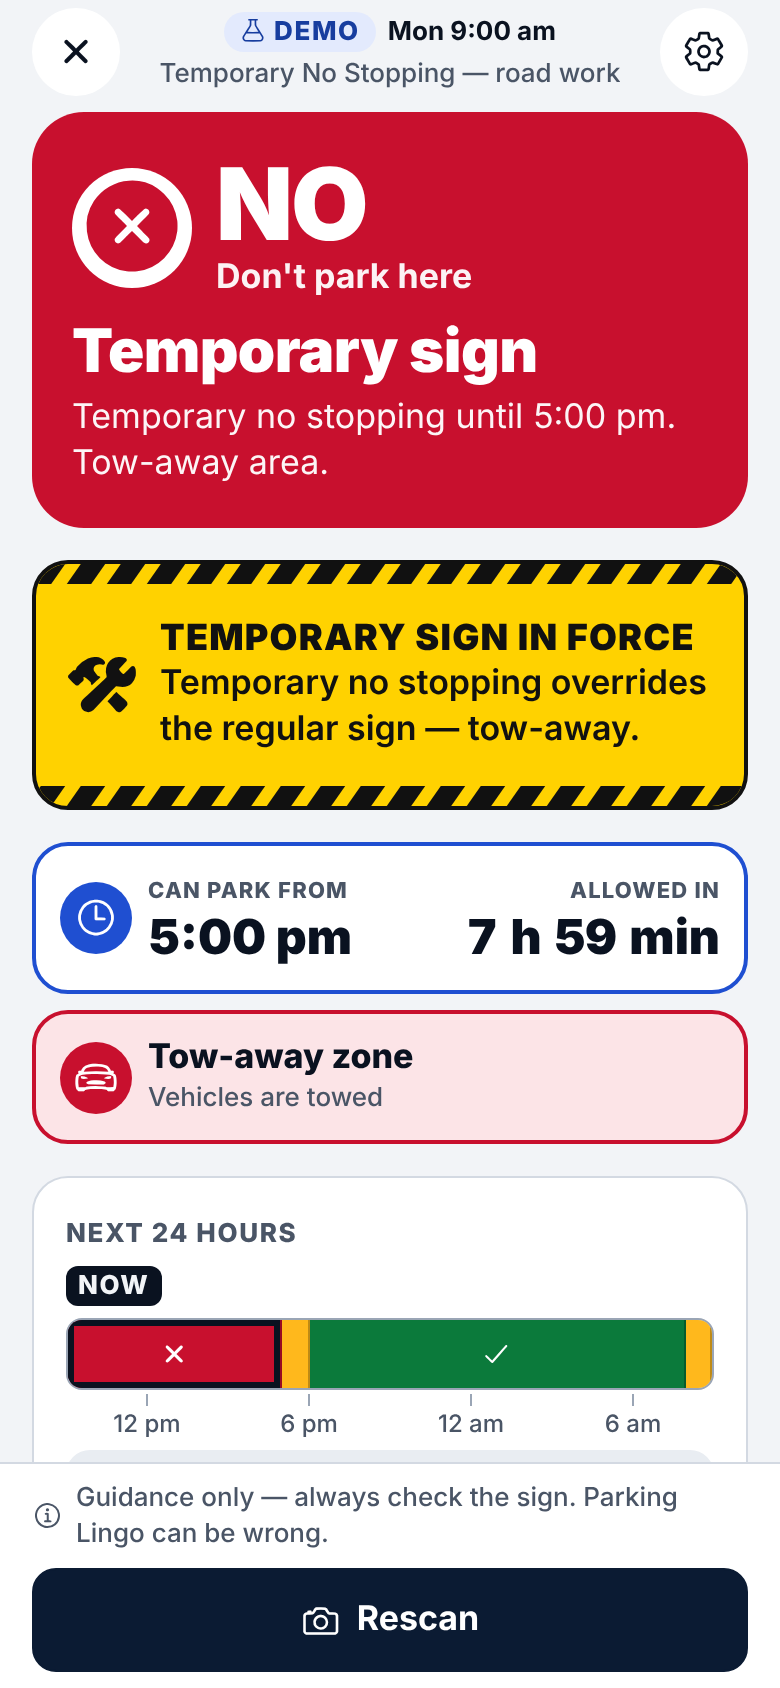 DEMO Mon 9:00 am
Temporary No Stopping — road work
NO
Don't park here
Temporary sign
Temporary no stopping until 5:00 pm.
Tow-away area.
TEMPORARY SIGN IN FORCE
Temporary no stopping overrides
the regular sign — tow-away.
CAN PARK FROM
5:00 pm
ALLOWED IN
7 h 59 min
Tow-away zone
Vehicles are towed
NEXT 24 HOURS
NOW
12 pm 6 pm 12 am 6 am
Guidance only — always check the sign. Parking
Lingo can be wrong.
Rescan